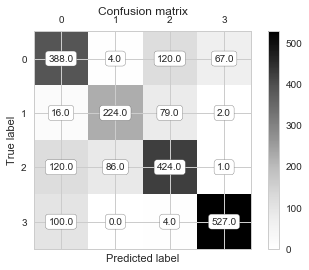 Confusion matrix
0 1 2 3
0 388.0 4.0 120.0 67.0
1 16.0 224.0 79.0 2.0
2 120.0 86.0 424.0 1.0
3 100.0 0.0 4.0 527.0
True label
Predicted label
500
400
300
200
100
0